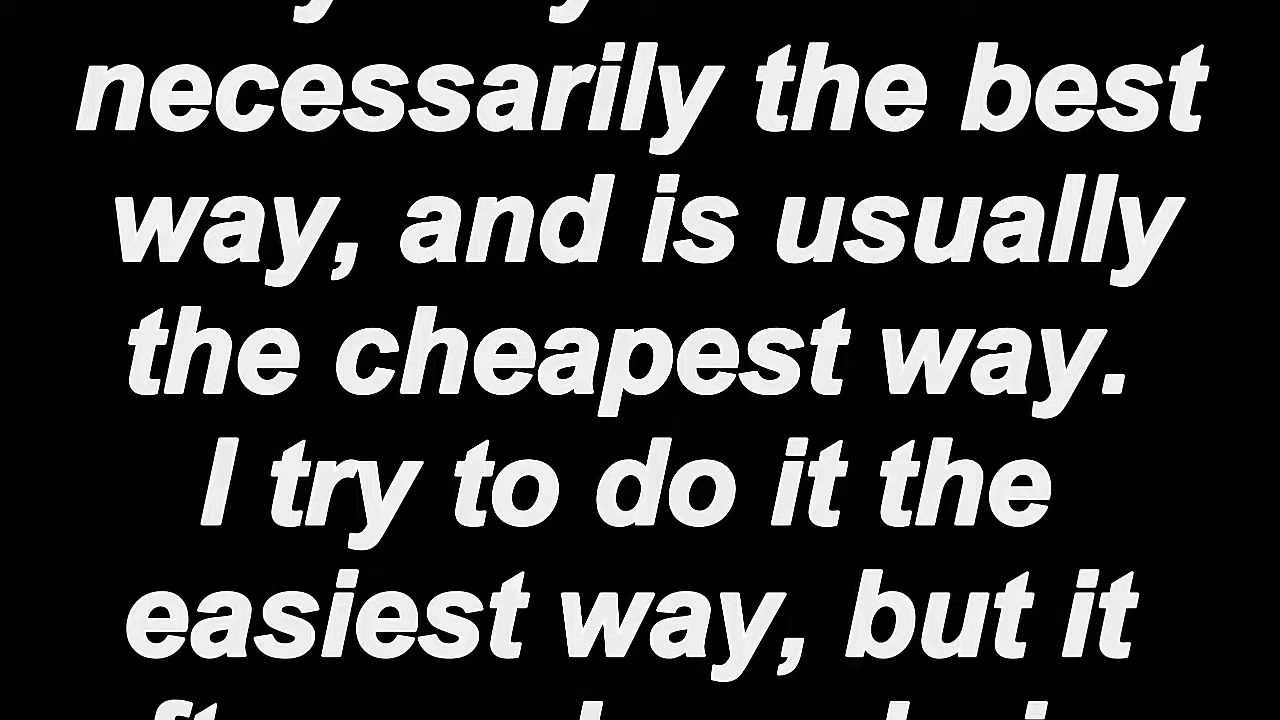 necessarily the best
way, and is usually
the cheapest way.
I try to do it the
easiest way, but it